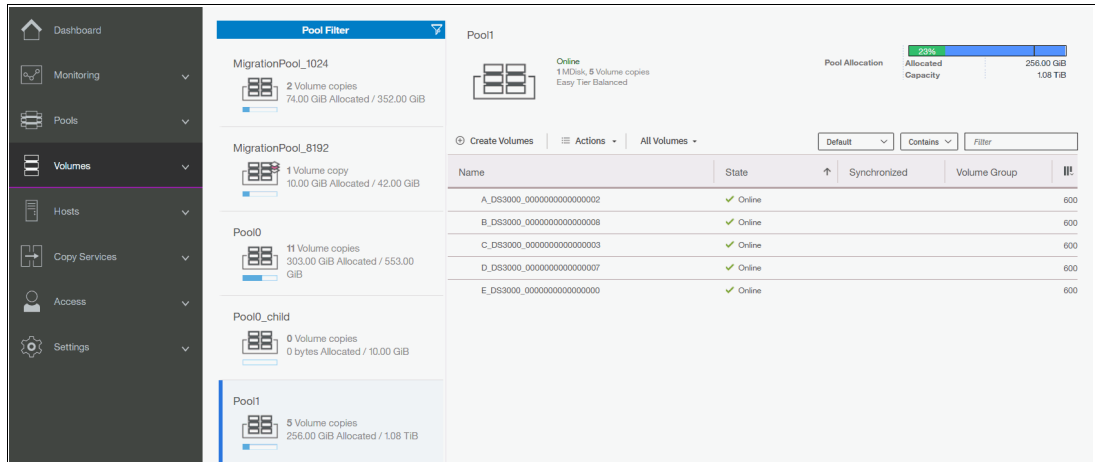 Dashboard
Monitoring
Pools
Volumes
Hosts
Copy Services
Access
Settings
Pool Filter
MigrationPool_1024
2 Volume copies
74.00 GiB Allocated / 352.00 GiB
MigrationPool_8192
1 Volume copy
10.00 GiB Allocated / 42.00 GiB
Pool0
11 Volume copies
303.00 GiB Allocated / 553.00
GiB
Pool0_child
0 Volume copies
0 bytes Allocated / 10.00 GiB
Pool1
5 Volume copies
256.00 GiB Allocated / 1.08 TiB
Pool1
Online
1 MDisk, 5 Volume copies
Easy Tier Balanced
Pool Allocation
23%
Allocated 256.00 GiB
Capacity 1.08 TiB
Create Volumes Actions All Volumes Default Contains Filter
Name State Synchronized Volume Group
A_DS3000_0000000000000002 Online 600
B_DS3000_0000000000000008 Online 600
C_DS3000_0000000000000003 Online 600
D_DS3000_0000000000000007 Online 600
E_DS3000_0000000000000000 Online 600